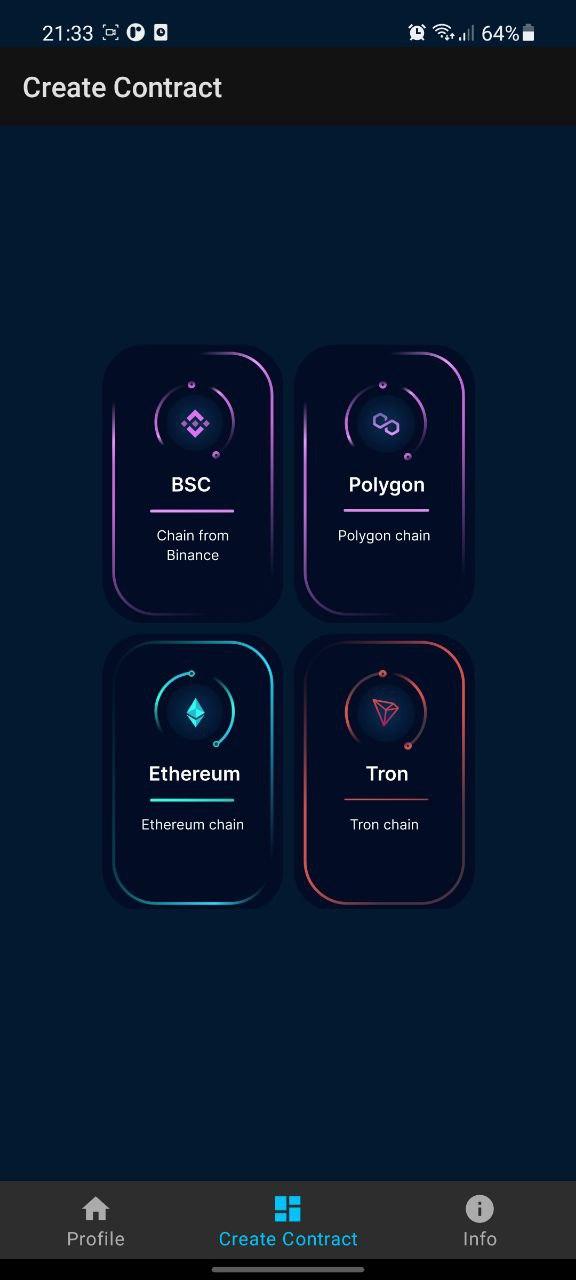 21:33
64%
Create Contract
BSC
Chain from
Binance
Polygon
Polygon chain
Ethereum
Ethereum chain
Tron
Tron chain
Profile
Create Contract
Info